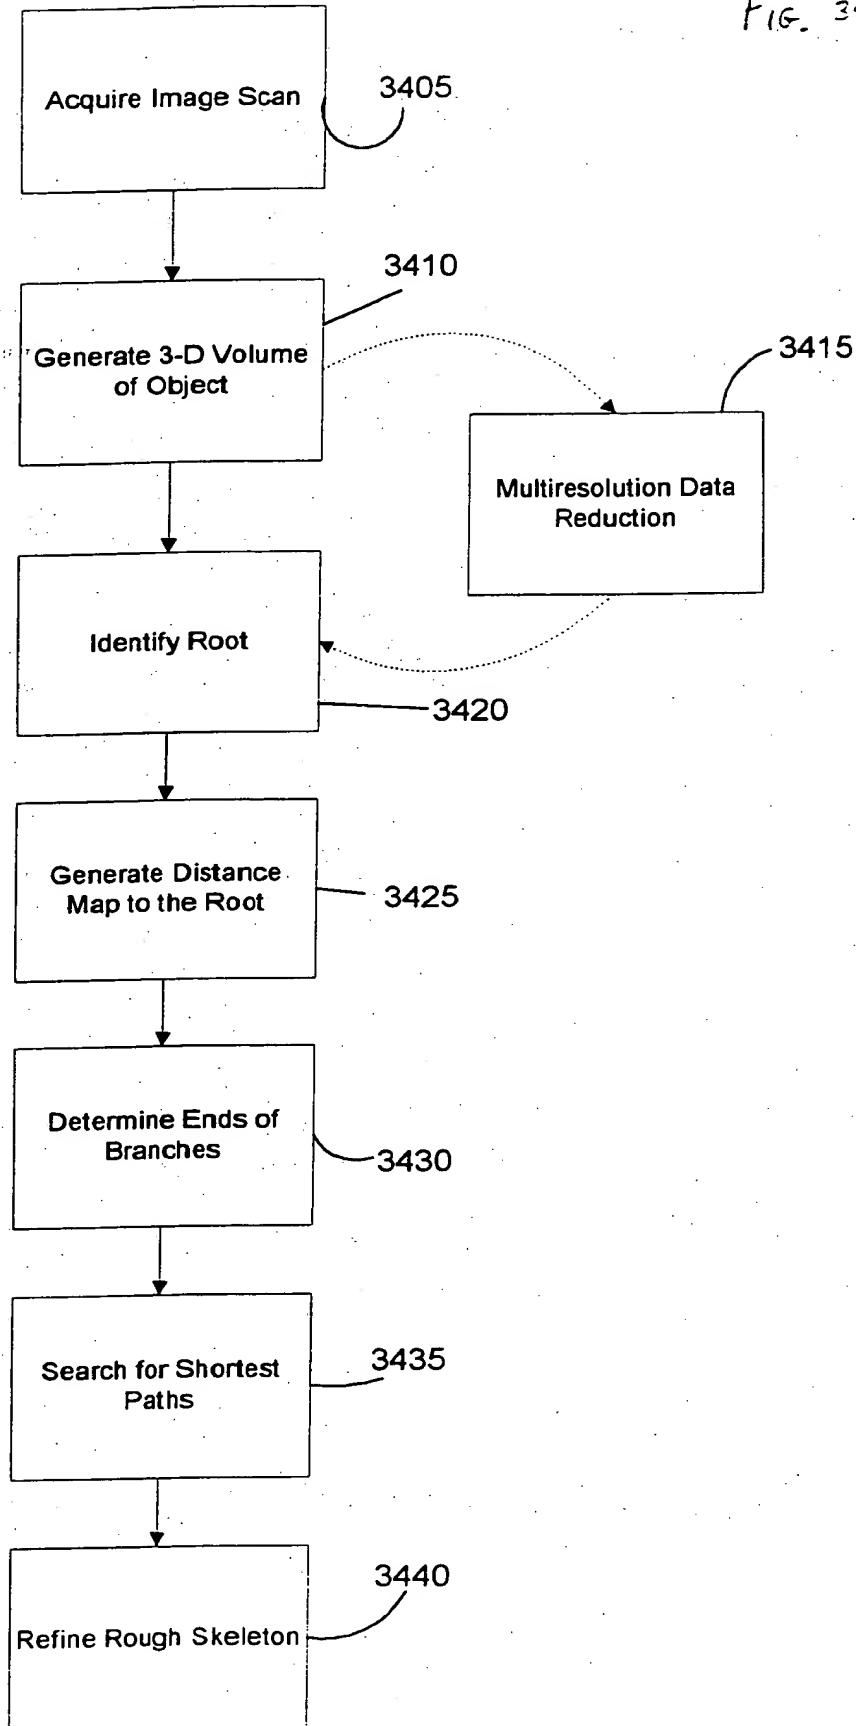 FIG. 3
Acquire Image Scan
3405
3410
Generate 3-D Volume
of Object
3415
Multiresolution Data
Reduction
Identify Root
3420
Generate Distance
Map to the Root
3425
Determine Ends of
Branches
3430
Search for Shortest
Paths
3435
3440
Refine Rough Skeleton